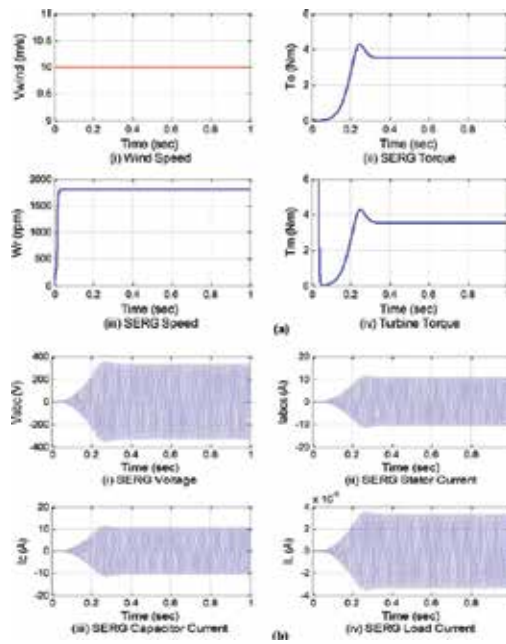 Vwind (m/s)
11
10.5
10
9.5
9
0 0.2 0.4 0.6 0.8 1
Time (sec)
(i) Wind Speed
Te (Nm)
6
4
2
0
0 0.2 0.4 0.6 0.8 1
Time (sec)
(ii) SERG Torque
Wr (rpm)
2000
1500
1000
500
0
0 0.2 0.4 0.6 0.8 1
Time (sec)
(iii) SERG Speed
Tm (Nm)
6
4
2
0
0 0.2 0.4 0.6 0.8 1
Time (sec)
(iv) Turbine Torque
(a)
Vabc (V)
400
200
0
-200
-400
0 0.2 0.4 0.6 0.8 1
Time (sec)
(i) SERG Voltage
Iabcs (A)
20
10
0
-10
-20
0 0.2 0.4 0.6 0.8 1
Time (sec)
(ii) SERG Stator Current
Ic (A)
20
10
0
-10
-20
0 0.2 0.4 0.6 0.8 1
Time (sec)
(iii) SERG Capacitor Current
IL (A)
4
2
0
-2
-4
0 0.2 0.4 0.6 0.8 1
Time (sec)
(iv) SERG Load Current
(b)